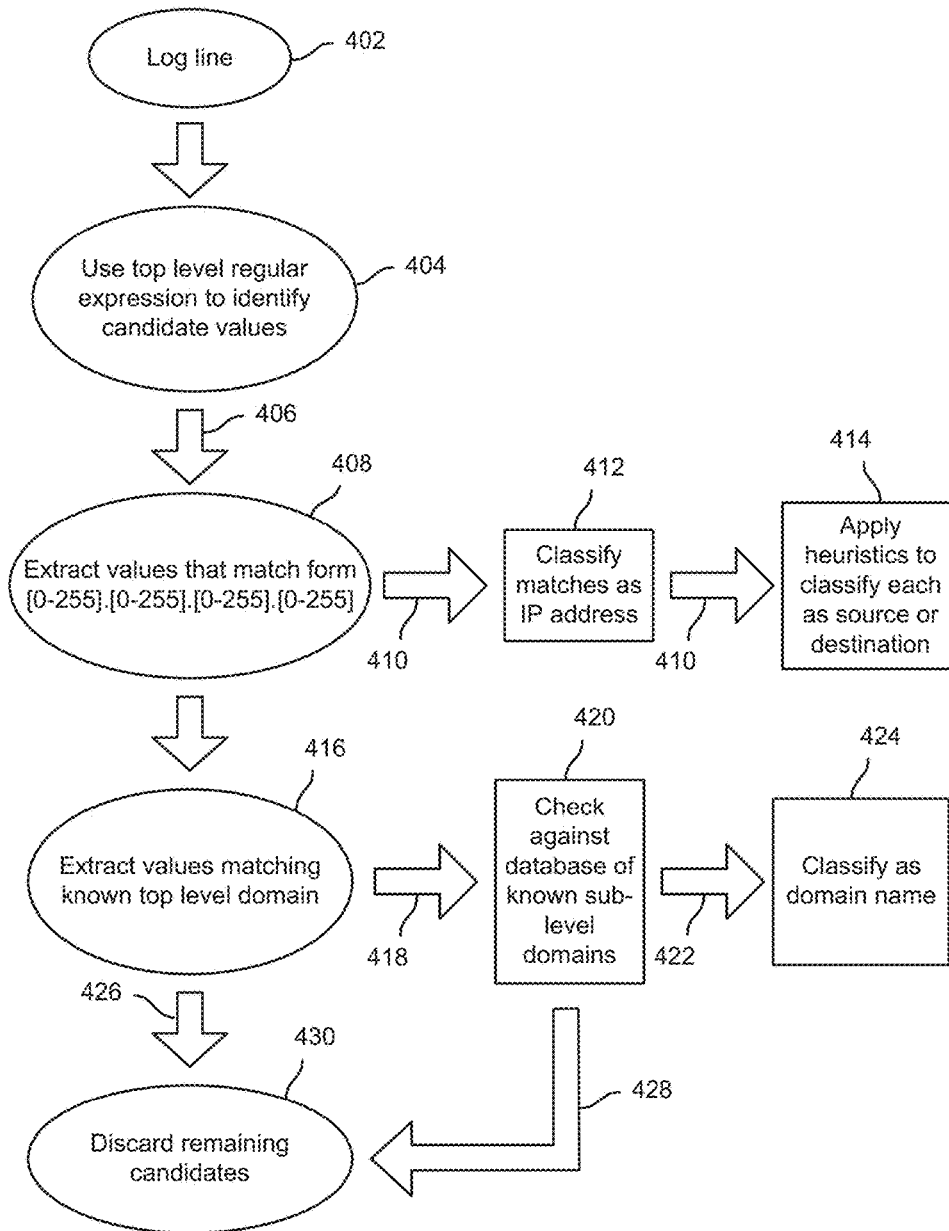 Log line
402
Use top level regular
expression to identify
candidate values
404
406
408
Extract values that match form
[0-255].[0-255].[0-255].[0-255]
410
412
Classify
matches as
IP address
410
414
Apply
heuristics to
classify each
as source or
destination
416
Extract values matching
known top level domain
418
420
Check
against
database of
known sub-
level
domains
422
424
Classify as
domain name
426
428
430
Discard remaining
candidates